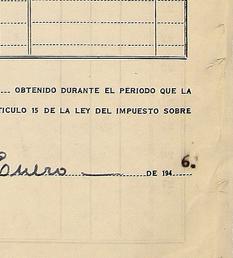 OBTENIDO DURANTE EL PERIODO QUE LA
TICULO 15 DE LA LEY DEL IMPUESTO SOBRE
Enero DE 194 6.